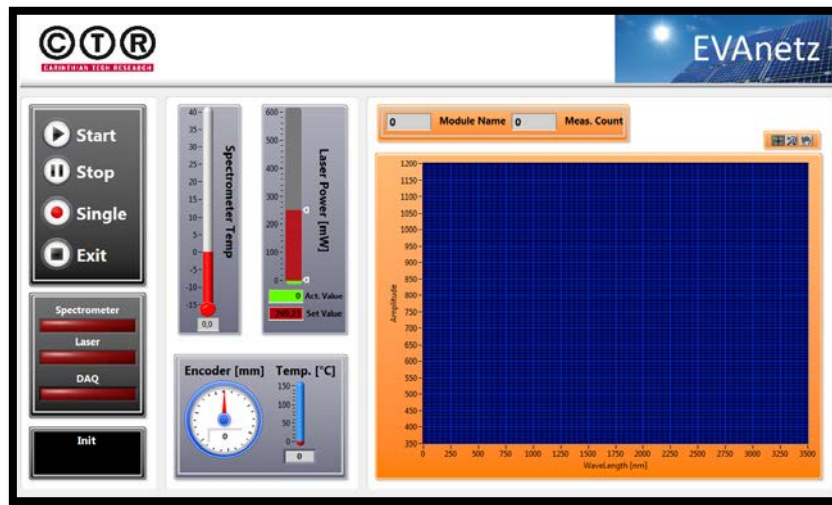 CTR
CARINTHIAN TECH RESEARCH
EVAnetz
Start
Stop
Single
Exit
Spectrometer
Laser
DAQ
Init
40
35
30
25
20
15
10
5
0
-5
-10
-15
0,0
Spectrometer Temp
600
500
400
300
200
100
0
Laser Power [mW]
0 Act. Value
249,23 Set Value
Encoder [mm]
0
Temp. [°C]
150
100
50
0
0
0 Module Name 0 Meas. Count
Amplitude
1200
1150
1100
1050
1000
950
900
850
800
750
700
650
600
550
500
450
400
350
0 250 500 750 1000 1250 1500 1750 2000 2250 2500 2750 3000 3250 3500
WaveLength [nm]